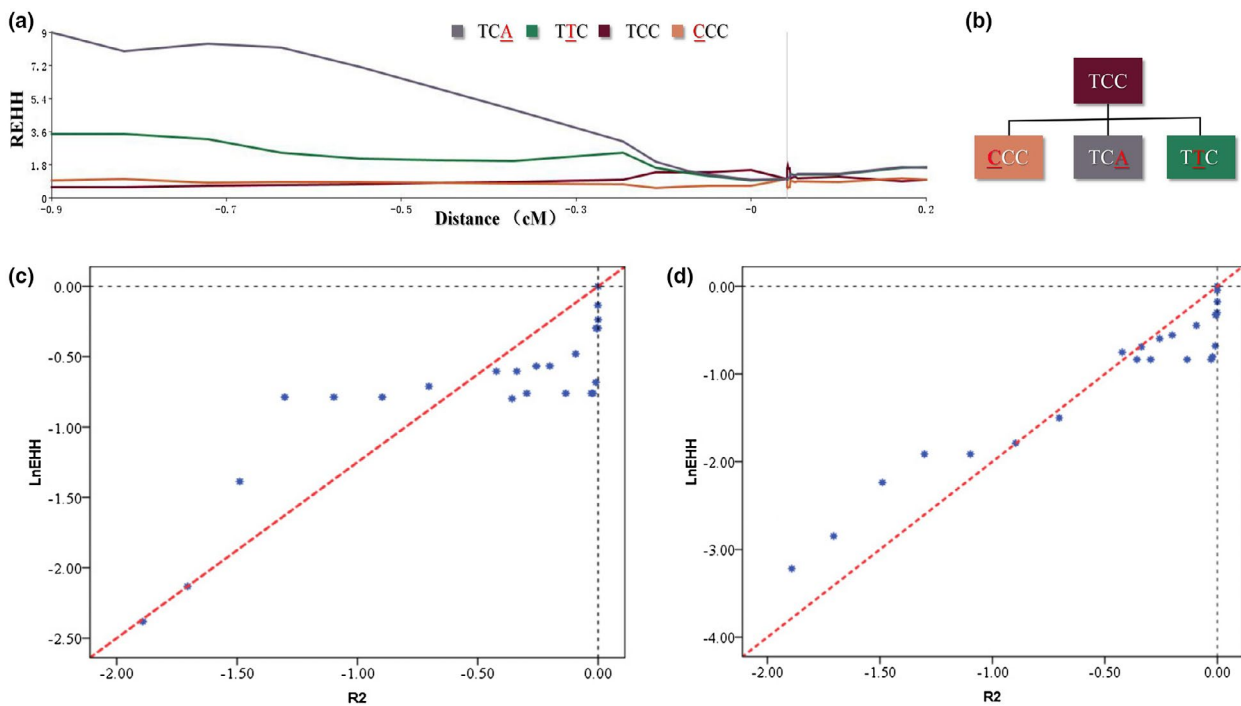 (a)
TCA TTC TCC CCC
REHH
9
7.2
5.4
3.6
1.8
0
-0.9 -0.7 -0.5 -0.3 -0 0.2
Distance (cM)
(b)
TCC
CCC TCA TTC
(c)
LnEHH
0.00
-0.50
-1.00
-1.50
-2.00
-2.50
-2.00 -1.50 -1.00 -0.50 0.00
R2
(d)
LnEHH
0.00
-1.00
-2.00
-3.00
-4.00
-2.00 -1.50 -1.00 -0.50 0.00
R2